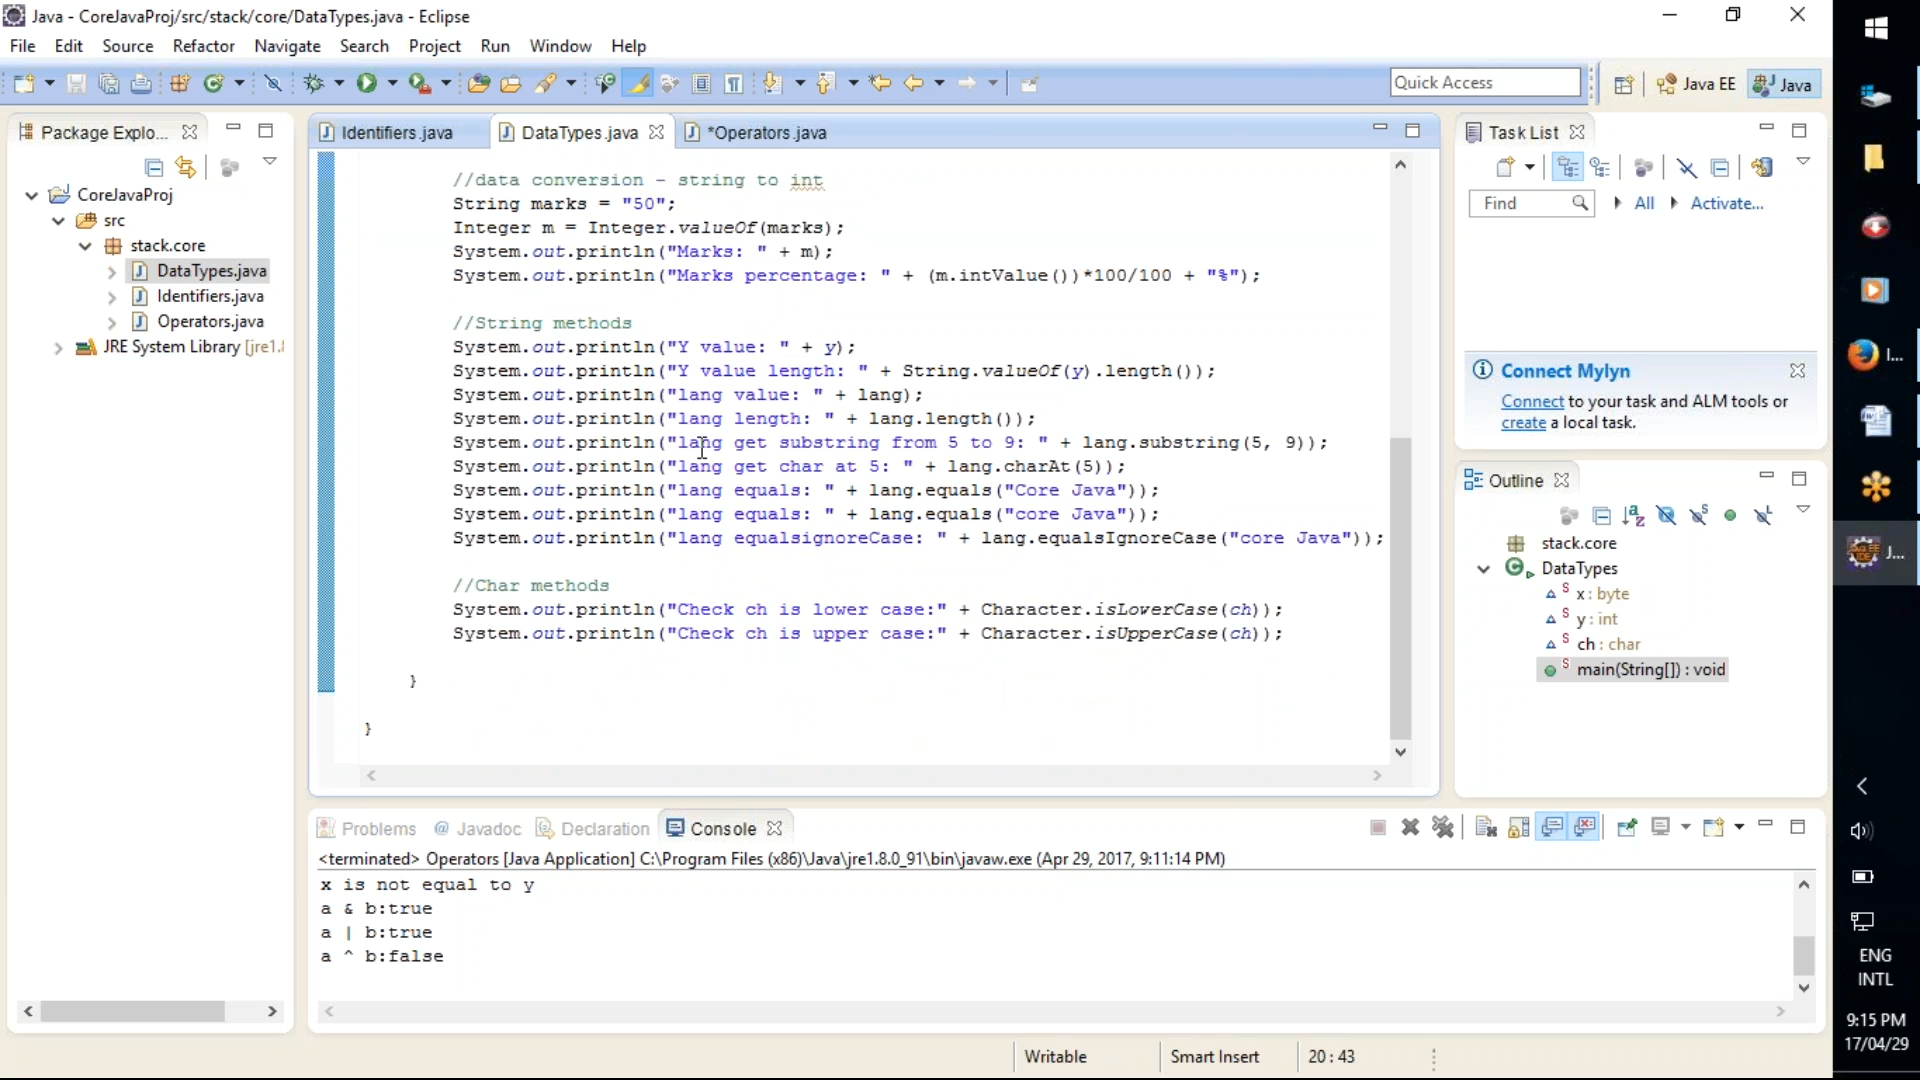 Java - CoreJavaProj/src/stack/core/DataTypes.java - Eclipse
File Edit Source Refactor Navigate Search Project Run Window Help
Quick Access
Java EE
Java
Package Explo...
Identifiers.java
DataTypes.java
*Operators.java
Task List
CoreJavaProj
src
stack.core
DataTypes.java
Identifiers.java
Operators.java
JRE System Library [jre1.8
//data conversion - string to int
String marks = "50";
Integer m = Integer.valueOf(marks);
System.out.println("Marks: " + m);
System.out.println("Marks percentage: " + (m.intValue())*100/100 + "%");
//String methods
System.out.println("Y value: " + y);
System.out.println("Y value length: " + String.valueOf(y).length());
System.out.println("lang value: " + lang);
System.out.println("lang length: " + lang.length());
System.out.println("lang get substring from 5 to 9: " + lang.substring(5, 9));
System.out.println("lang get char at 5: " + lang.charAt(5));
System.out.println("lang equals: " + lang.equals("Core Java"));
System.out.println("lang equals: " + lang.equals("core Java"));
System.out.println("lang equalsignoreCase: " + lang.equalsIgnoreCase("core Java"));
//Char methods
System.out.println("Check ch is lower case:" + Character.isLowerCase(ch));
System.out.println("Check ch is upper case:" + Character.isUpperCase(ch));
}
}
Find
All
Activate...
Connect Mylyn
Connect to your task and ALM tools or
create a local task.
Outline
stack.core
DataTypes
S x : byte
S y : int
S ch : char
S main(String[]) : void
Problems
@ Javadoc
Declaration
Console
<terminated> Operators [Java Application] C:\Program Files (x86)\Java\jre1.8.0_91\bin\javaw.exe (Apr 29, 2017, 9:11:14 PM)
x is not equal to y
a & b:true
a | b:true
a ^ b:false
Writable
Smart Insert
20 : 43
I...
J...
ENG
INTL
9:15 PM
17/04/29